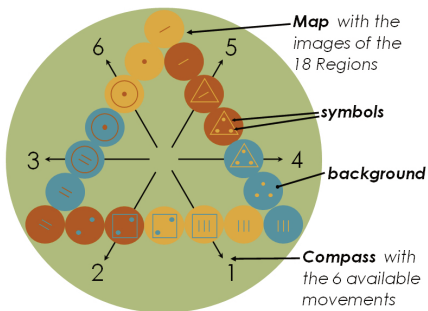 Map with the
images of the
18 Regions
6
5
symbols
3
4
background
2
1
Compass with
the 6 available
movements